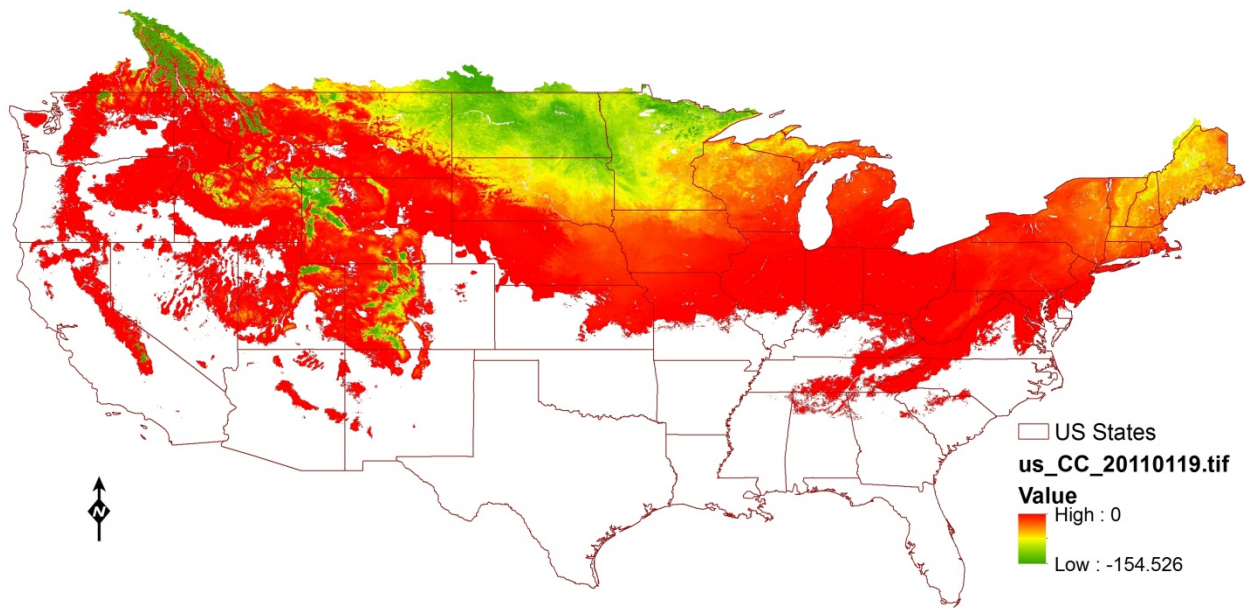 N
US States
us_CC_20110119.tif
Value
High : 0
Low : -154.526